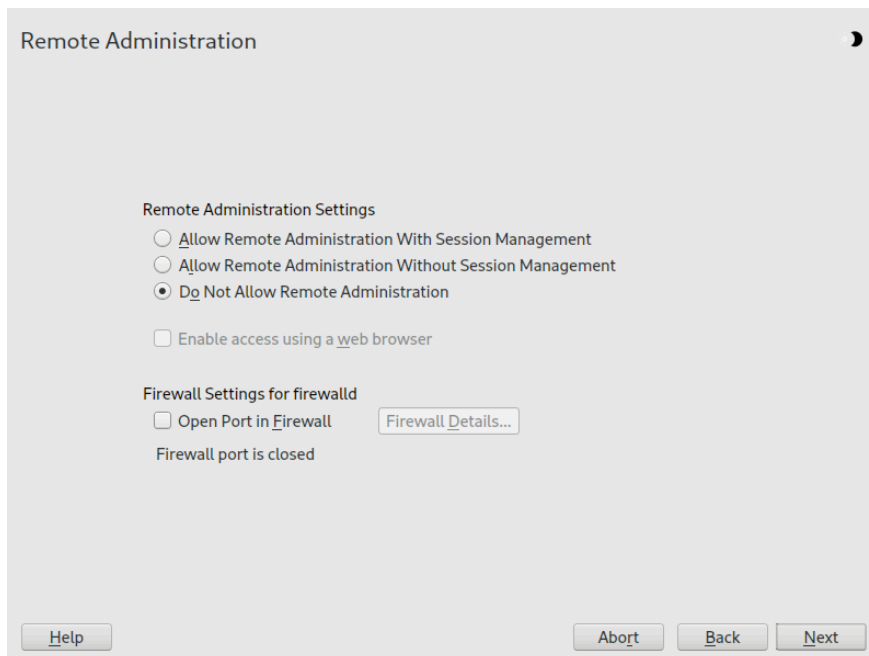 Remote Administration
Remote Administration Settings
Allow Remote Administration With Session Management
Allow Remote Administration Without Session Management
Do Not Allow Remote Administration
Enable access using a web browser
Firewall Settings for firewalld
Open Port in Firewall Firewall Details...
Firewall port is closed
Help Abort Back Next